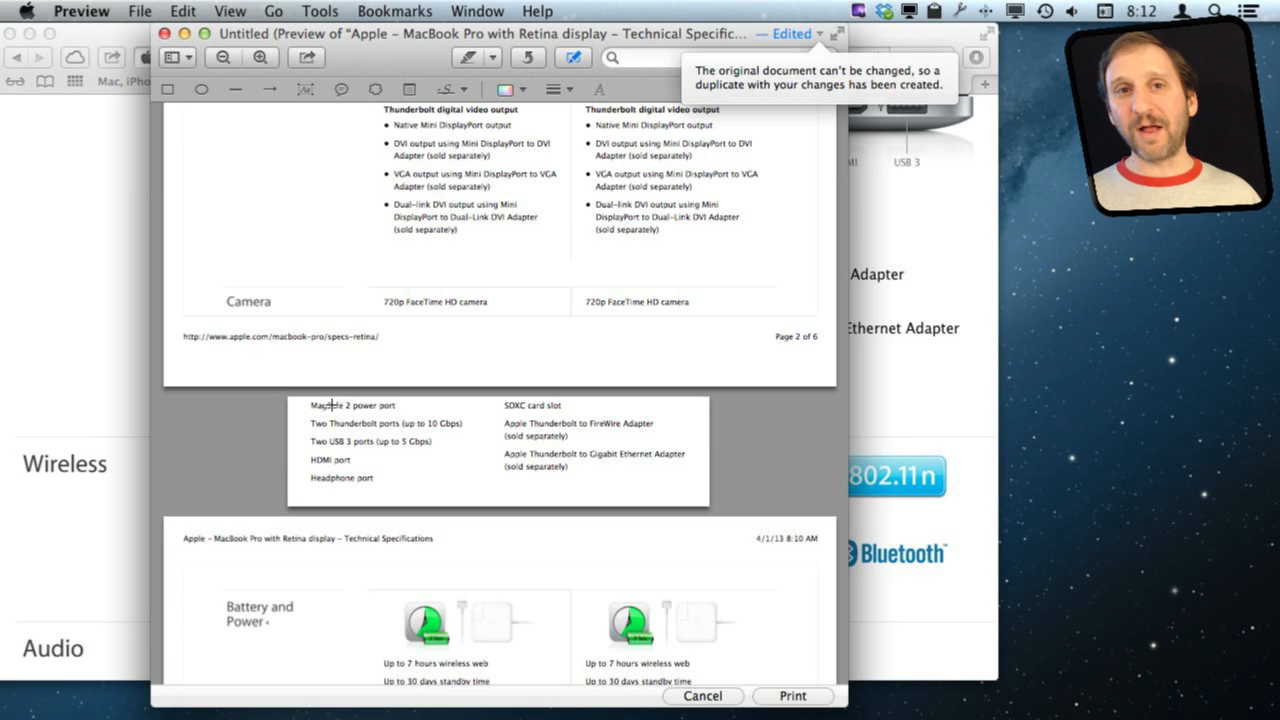 Preview File Edit View Go Tools Bookmarks Window Help 8:12
Untitled (Preview of "Apple – MacBook Pro with Retina display – Technical Specific... — Edited
The original document can't be changed, so a
duplicate with your changes has been created.
Mac, iPho
USB 3
Thunderbolt digital video output
Native Mini DisplayPort output
DVI output using Mini DisplayPort to DVI
Adapter (sold separately)
VGA output using Mini DisplayPort to VGA
Adapter (sold separately)
Dual-link DVI output using Mini
DisplayPort to Dual-Link DVI Adapter
(sold separately)
Thunderbolt digital video output
Native Mini DisplayPort output
DVI output using Mini DisplayPort to DVI
Adapter (sold separately)
VGA output using Mini DisplayPort to VGA
Adapter (sold separately)
Dual-link DVI output using Mini
DisplayPort to Dual-Link DVI Adapter
(sold separately)
Adapter
Ethernet Adapter
Camera
720p FaceTime HD camera
720p FaceTime HD camera
http://www.apple.com/macbook-pro/specs-retina/
Page 2 of 6
2 power port
Two Thunderbolt ports (up to 10 Gbps)
Two USB 3 ports (up to 5 Gbps)
HDMI port
Headphone port
SDXC card slot
Apple Thunderbolt to FireWire Adapter
(sold separately)
Apple Thunderbolt to Gigabit Ethernet Adapter
(sold separately)
Wireless
802.11n
Bluetooth™
Apple – MacBook Pro with Retina display – Technical Specifications
4/1/13 8:10 AM
Battery and
Power
Up to 7 hours wireless web
Up to 30 days standby time
Up to 7 hours wireless web
Up to 30 days standby time
Audio
Cancel
Print